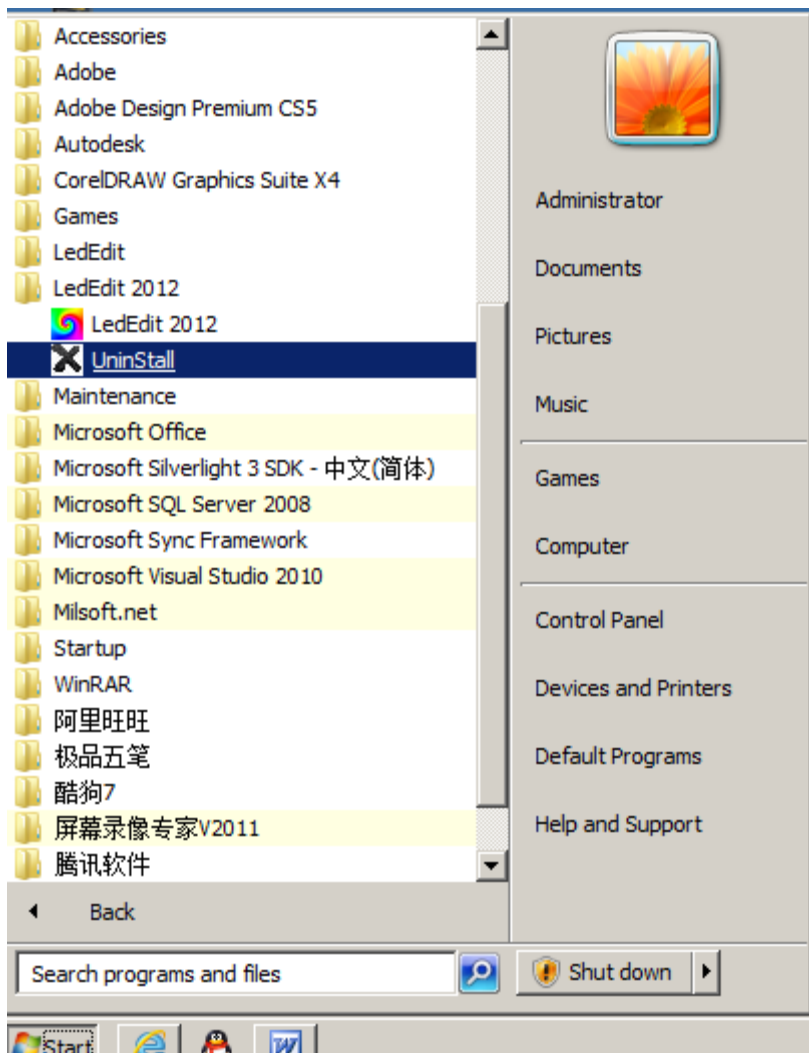 Accessories
Adobe
Adobe Design Premium CS5
Autodesk
CorelDRAW Graphics Suite X4
Games
LedEdit
LedEdit 2012
LedEdit 2012
UninStall
Maintenance
Microsoft Office
Microsoft Silverlight 3 SDK - 中文(简体)
Microsoft SQL Server 2008
Microsoft Sync Framework
Microsoft Visual Studio 2010
Milsoft.net
Startup
WinRAR
阿里旺旺
极品五笔
酷狗7
屏幕录像专家V2011
腾讯软件
Back
Search programs and files
Administrator
Documents
Pictures
Music
Games
Computer
Control Panel
Devices and Printers
Default Programs
Help and Support
Shut down
Start